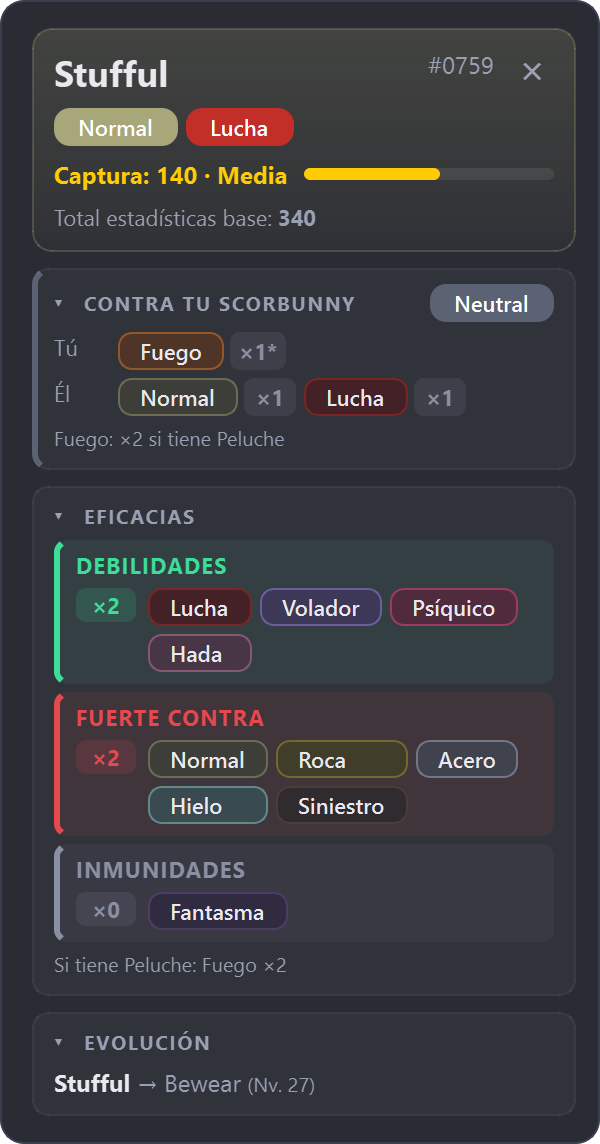 Stufful #0759 ✕
Normal Lucha
Captura: 140 · Media
Total estadísticas base: 340
▾ CONTRA TU SCORBUNNY Neutral
Tú Fuego ×1*
Él Normal ×1 Lucha ×1
Fuego: ×2 si tiene Peluche
▾ EFICACIAS
DEBILIDADES
×2 Lucha Volador Psíquico
Hada
FUERTE CONTRA
×2 Normal Roca Acero
Hielo Siniestro
INMUNIDADES
×0 Fantasma
Si tiene Peluche: Fuego ×2
▾ EVOLUCIÓN
Stufful → Bewear (Nv. 27)